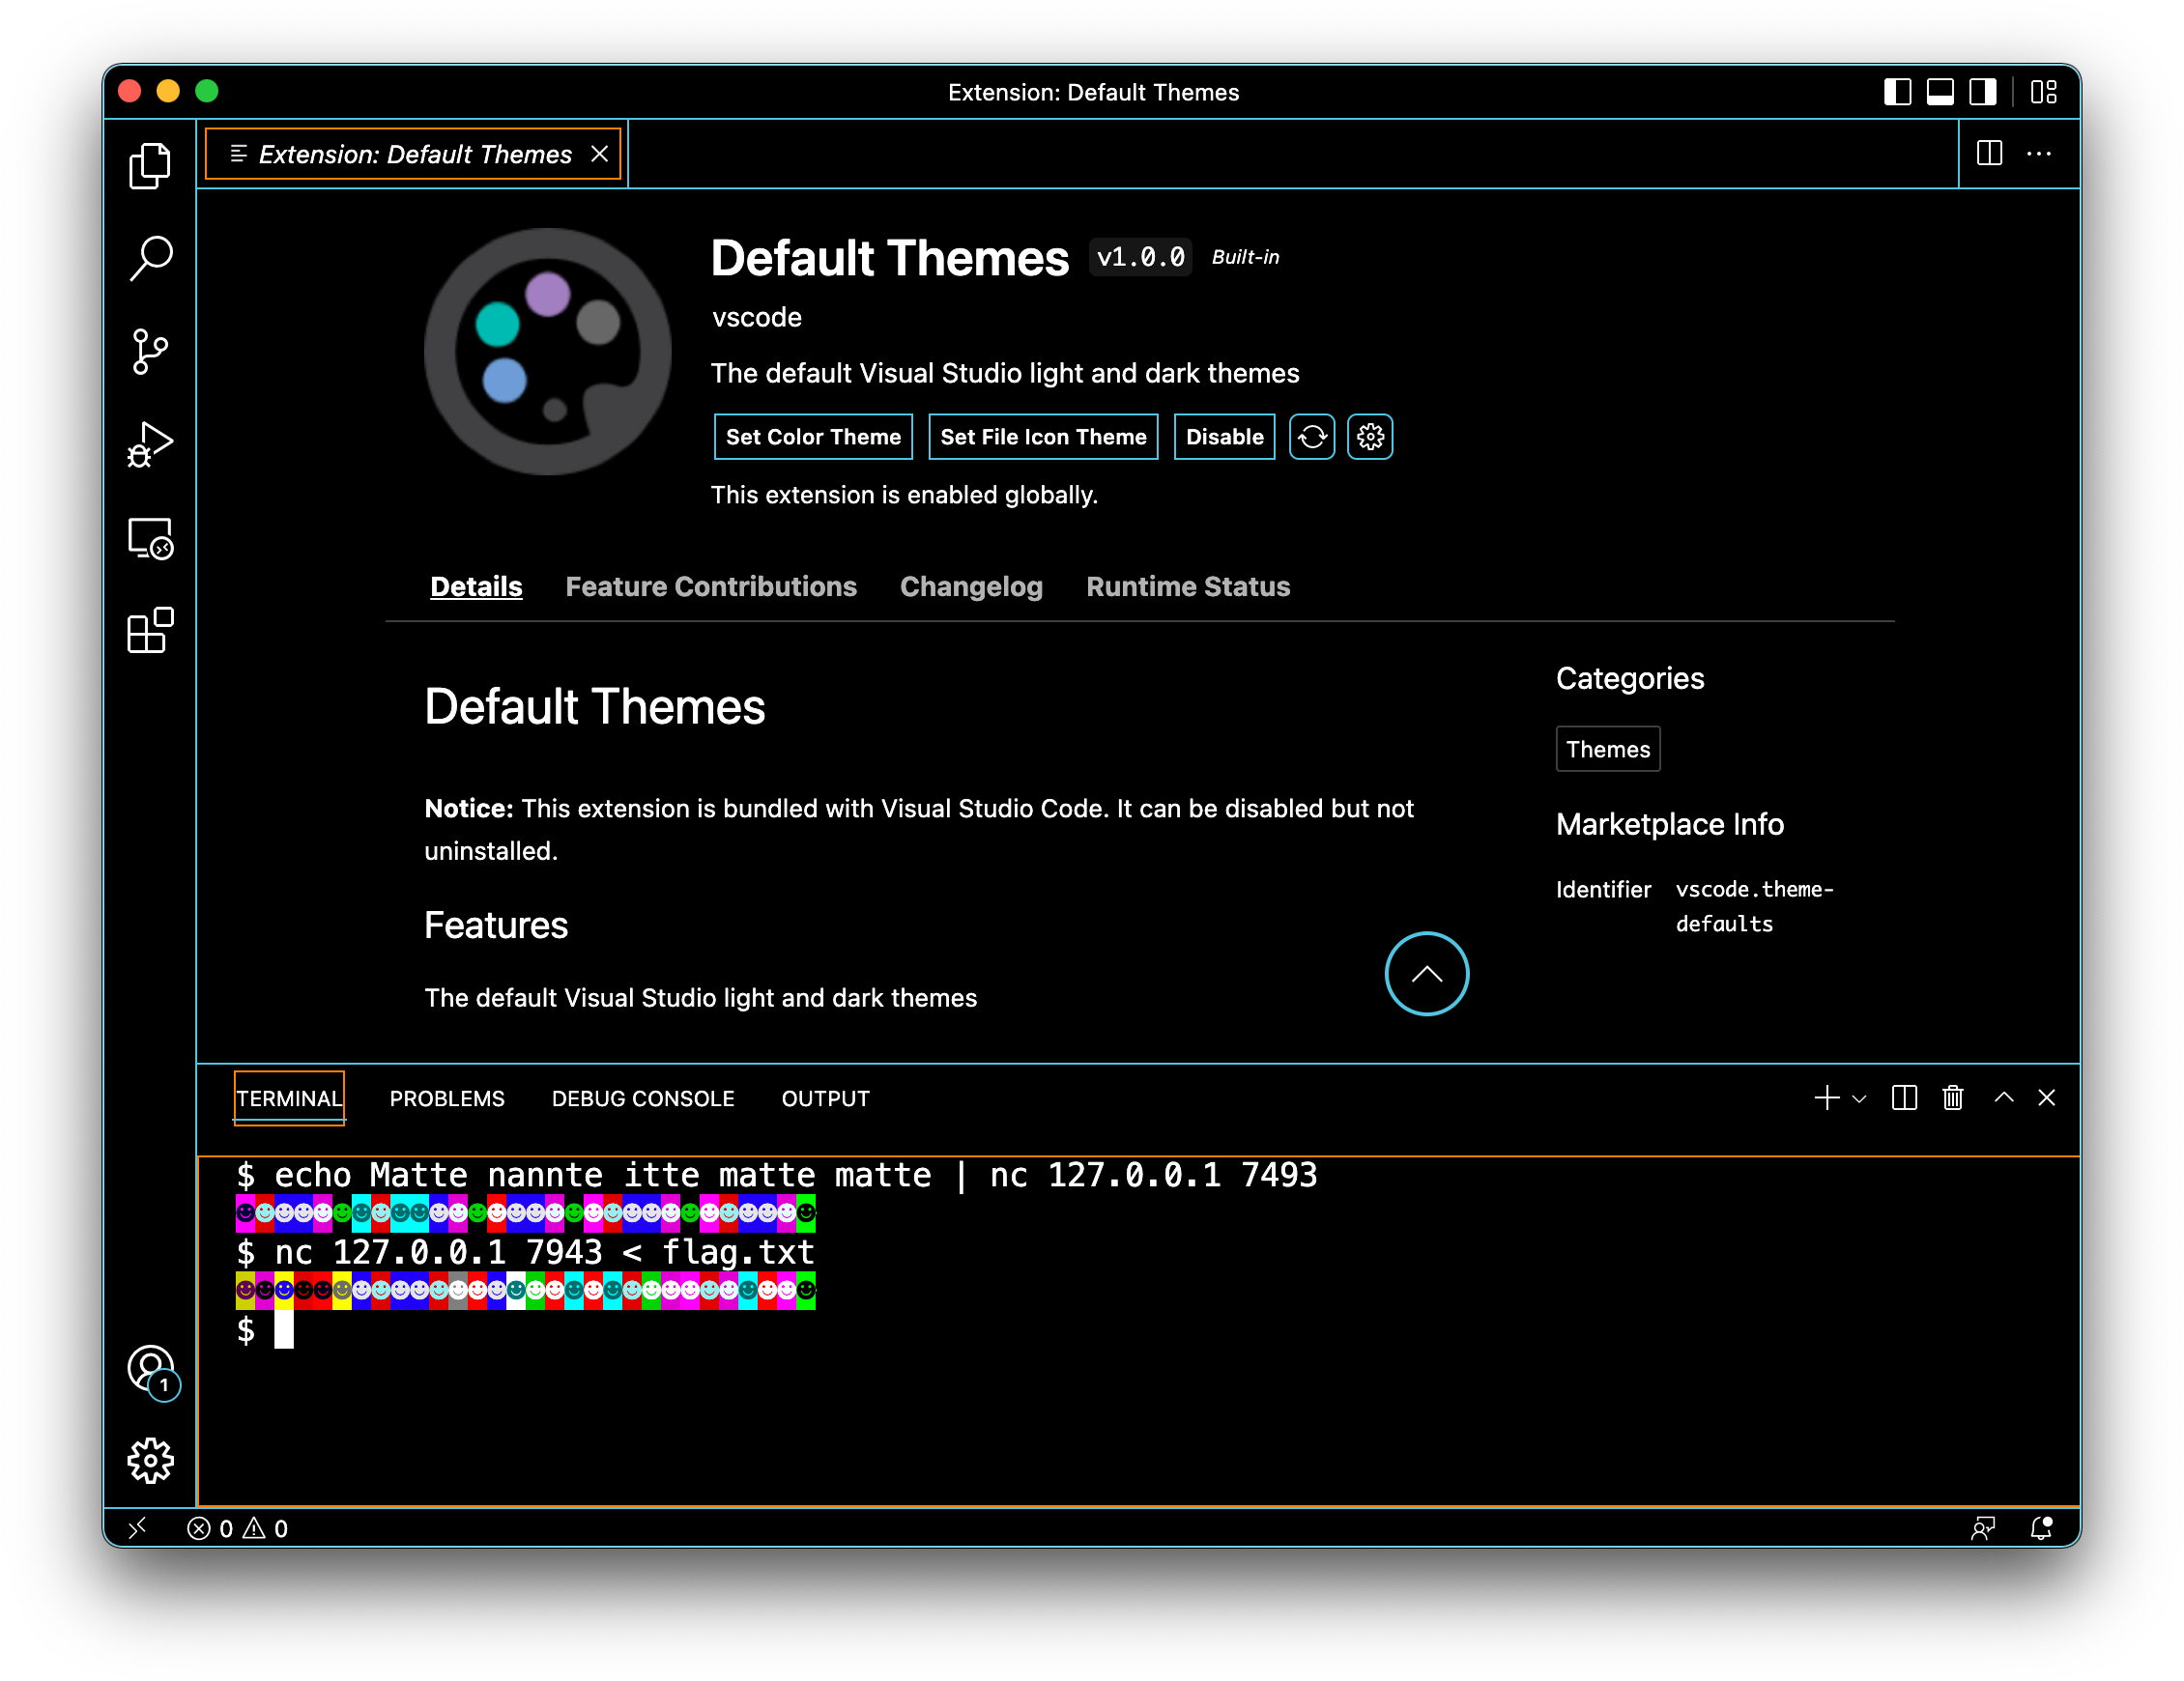 Extension: Default Themes
Extension: Default Themes
Default Themes v1.0.0 Built-in
vscode
The default Visual Studio light and dark themes
Set Color Theme Set File Icon Theme Disable
This extension is enabled globally.
Details Feature Contributions Changelog Runtime Status
Default Themes
Notice: This extension is bundled with Visual Studio Code. It can be disabled but not
uninstalled.
Features
The default Visual Studio light and dark themes
Categories
Themes
Marketplace Info
Identifier vscode.theme-
defaults
TERMINAL PROBLEMS DEBUG CONSOLE OUTPUT
$ echo Matte nannte itte matte matte | nc 127.0.0.1 7493
☻☻☻☻☻☻☻☻☻☻☻☻☻☻☻☻☻☻☻☻☻☻☻☻☻☻☻☻☻☻
$ nc 127.0.0.1 7943 < flag.txt
☻☻☻☻☻☻☻☻☻☻☻☻☻☻☻☻☻☻☻☻☻☻☻☻☻☻☻☻☻☻
$
1
0 0